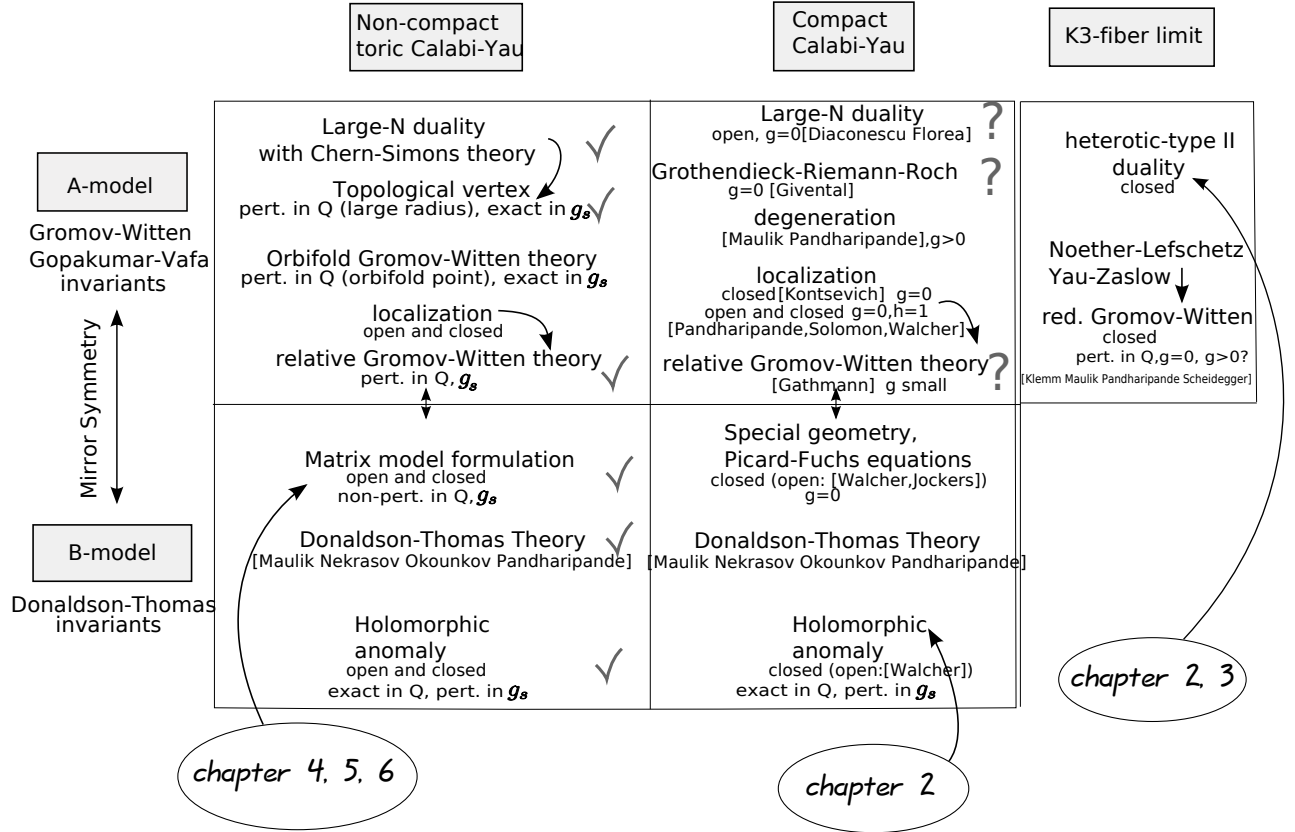 Non-compact
toric Calabi-Yau
Compact
Calabi-Yau
K3-fiber limit
A-model
Gromov-Witten
Gopakumar-Vafa
invariants
Mirror Symmetry
B-model
Donaldson-Thomas
invariants
Large-N duality
with Chern-Simons theory
Topological vertex
pert. in Q (large radius), exact in gs
Orbifold Gromov-Witten theory
pert. in Q (orbifold point), exact in gs
localization
open and closed
relative Gromov-Witten theory
pert. in Q, gs
Matrix model formulation
open and closed
non-pert. in Q, gs
Donaldson-Thomas Theory
[Maulik Nekrasov Okounkov Pandharipande]
Holomorphic
anomaly
open and closed
exact in Q, pert. in gs
Large-N duality
open, g=0[Diaconescu Florea]
?
Grothendieck-Riemann-Roch
g=0 [Givental]
?
degeneration
[Maulik Pandharipande],g>0
localization
closed[Kontsevich] g=0
open and closed g=0,h=1
[Pandharipande,Solomon,Walcher]
relative Gromov-Witten theory
[Gathmann] g small
?
Special geometry,
Picard-Fuchs equations
closed (open: [Walcher,Jockers])
g=0
Donaldson-Thomas Theory
[Maulik Nekrasov Okounkov Pandharipande]
Holomorphic
anomaly
closed (open:[Walcher])
exact in Q, pert. in gs
heterotic-type II
duality
closed
Noether-Lefschetz
Yau-Zaslow
red. Gromov-Witten
closed
pert. in Q,g=0, g>0?
[Klemm Maulik Pandharipande Scheidegger]
chapter 4, 5, 6
chapter 2
chapter 2, 3